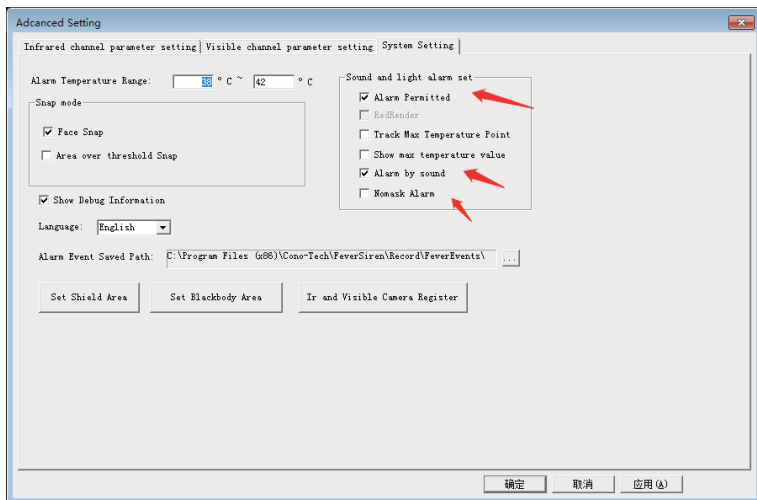 Adcanced Setting
Infrared channel parameter setting Visible channel parameter setting System Setting
Alarm Temperature Range: 38 ° C ~ 42 ° C
Snap mode
Face Snap
Area over threshold Snap
Show Debug Information
Language: English
Alarm Event Saved Path: C:\Program Files (x86)\Cono-Tech\FeverSiren\Record\FeverEvents\ ...
Set Shield Area Set Blackbody Area Ir and Visible Camera Register
Sound and light alarm set
Alarm Permitted
RedRender
Track Max Temperature Point
Show max temperature value
Alarm by sound
Nomask Alarm
确定 取消 应用(A)